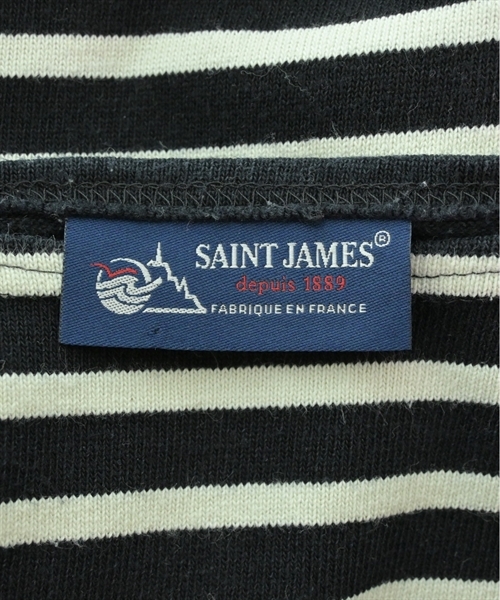 SAINT JAMES®
depuis 1889
FABRIQUE EN FRANCE